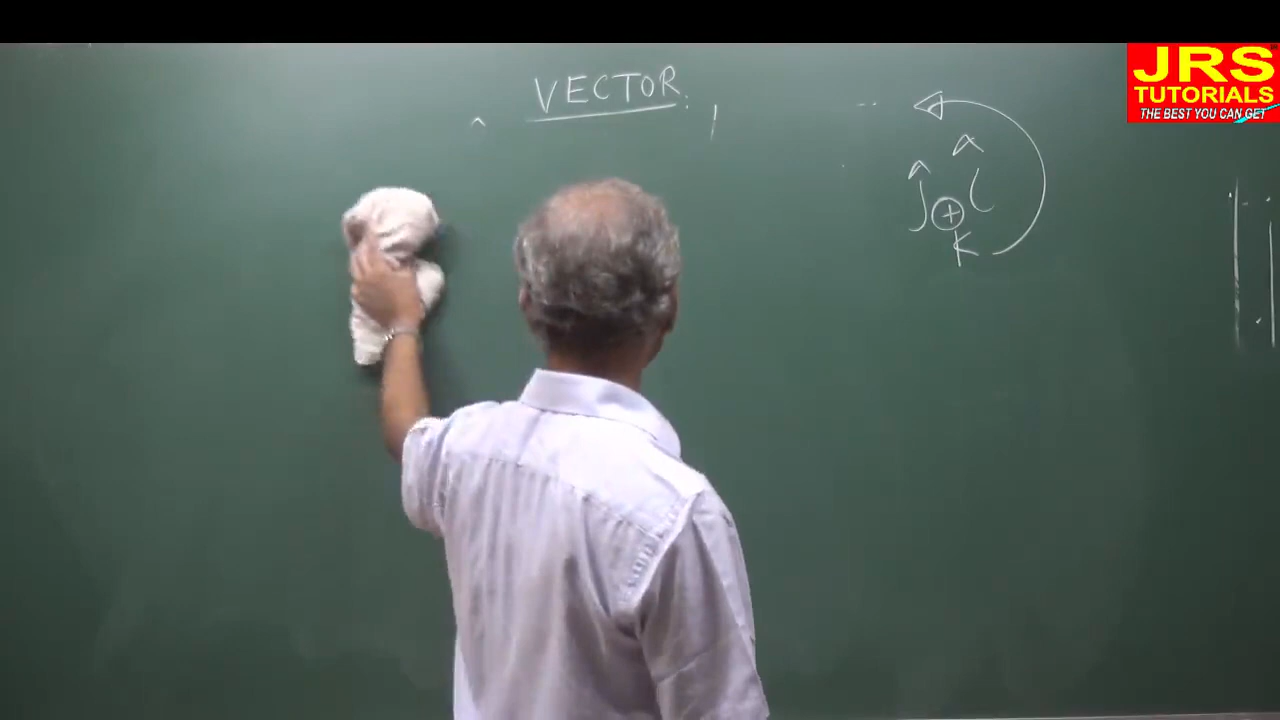 VECTOR:
ĵ î
+
k
JRS
TUTORIALS
THE BEST YOU CAN GET